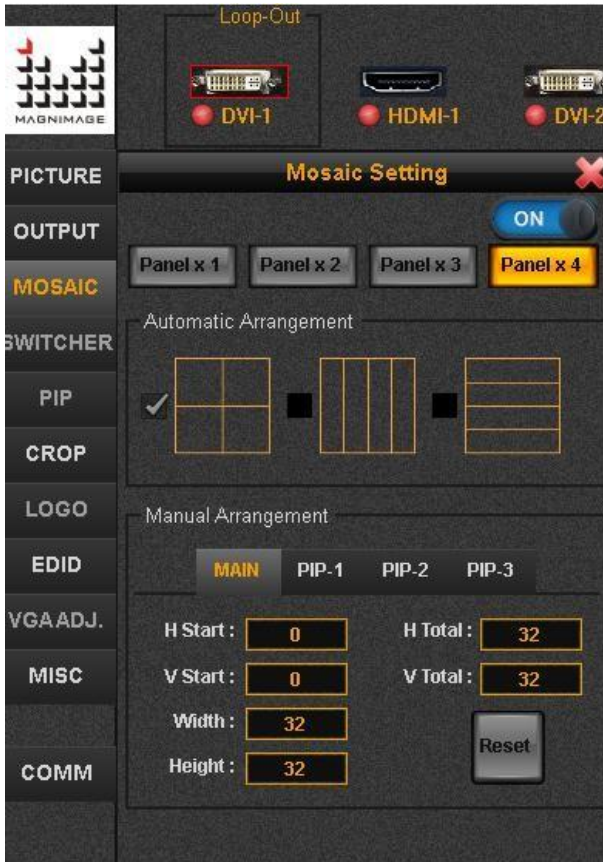 Loop-Out
MAGNIMAGE
DVI-1
HDMI-1
DVI-2
PICTURE
Mosaic Setting
OUTPUT
ON
MOSAIC
Panel x 1
Panel x 2
Panel x 3
Panel x 4
SWITCHER
Automatic Arrangement
PIP
CROP
LOGO
Manual Arrangement
EDID
MAIN
PIP-1
PIP-2
PIP-3
VGA ADJ.
H Start : 0
H Total : 32
MISC
V Start : 0
V Total : 32
Width : 32
Reset
COMM
Height : 32